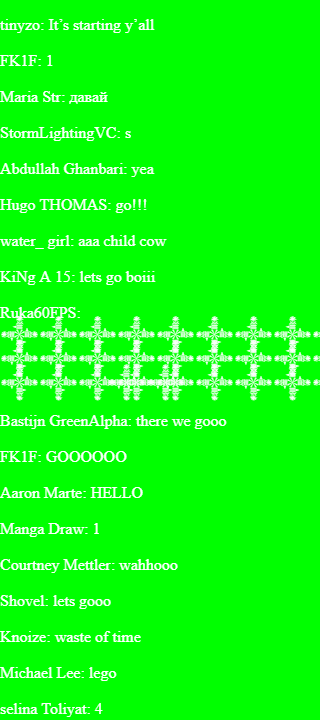 tinyzo: It's starting y'all
FK1F: 1
Maria Str: давай
StormLightingVC: s
Abdullah Ghanbari: yea
Hugo THOMAS: go!!!
water_ girl: aaa child cow
KiNg A 15: lets go boiii
Ruka60FPS:
Bastijn GreenAlpha: there we gooo
FK1F: GOOOOOO
Aaron Marte: HELLO
Manga Draw: 1
Courtney Mettler: wahhooo
Shovel: lets gooo
Knoize: waste of time
Michael Lee: lego
selina Toliyat: 4